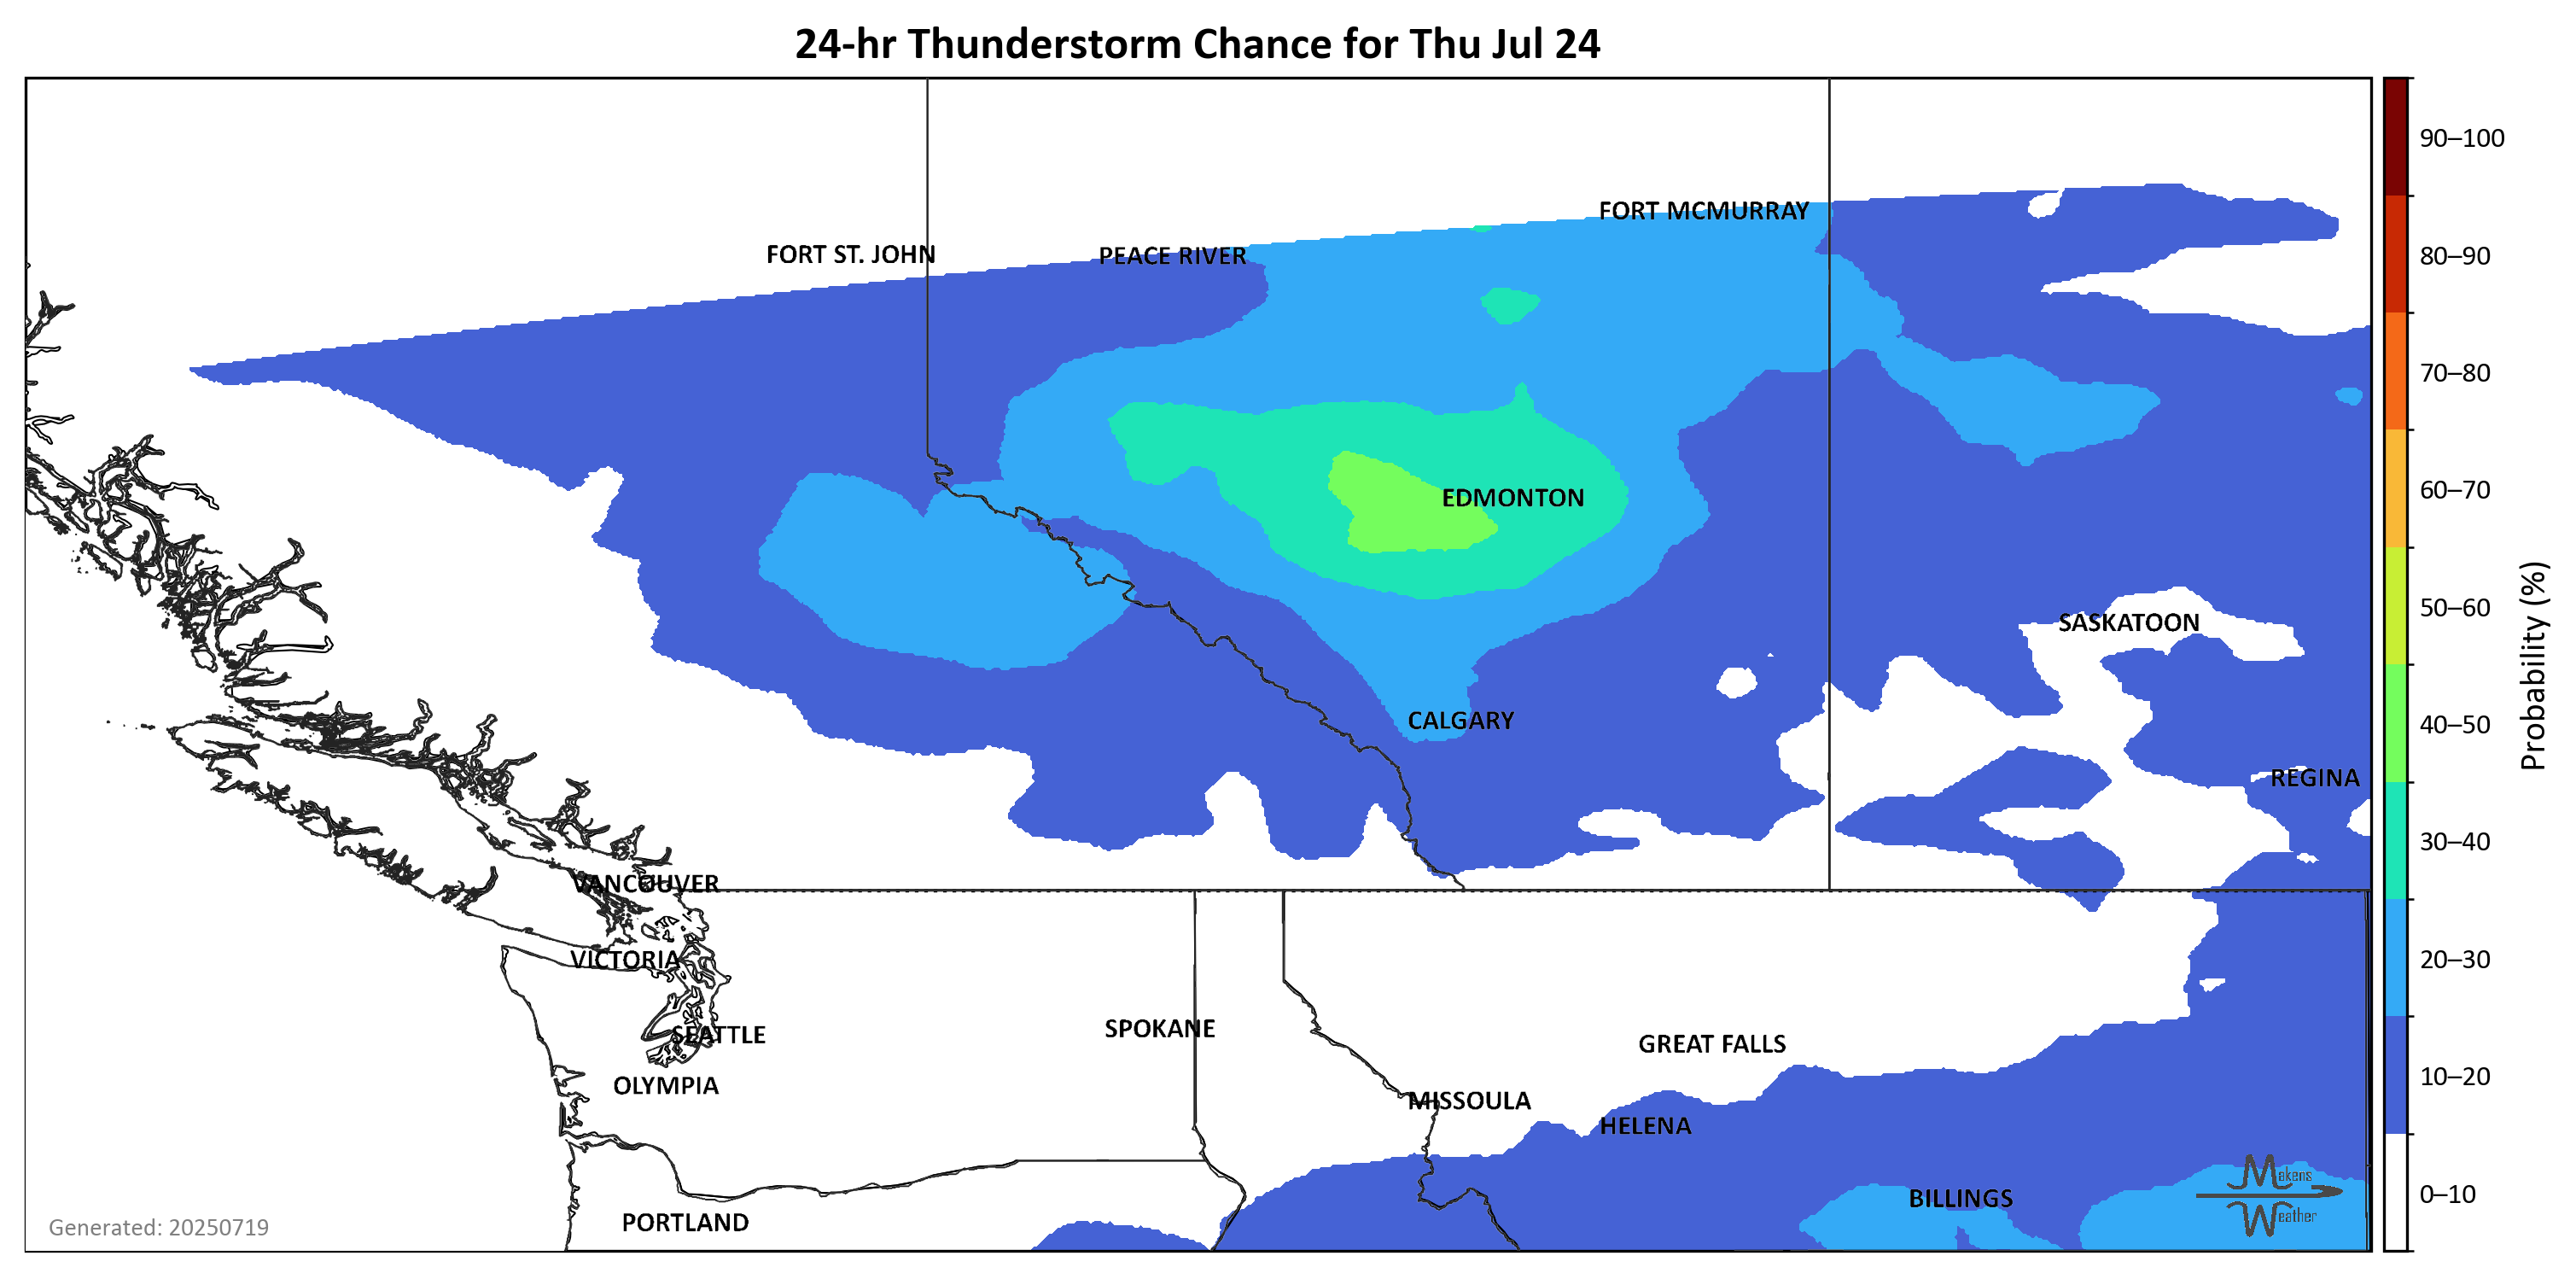 24-hr Thunderstorm Chance for Thu Jul 24
90–100
FORT MCMURRAY
FORT ST. JOHN
PEACE RIVER
80–90
70–80
EDMONTON
60–70
50–60
SASKATOON
Probability (%)
CALGARY
40–50
REGINA
30–40
VANCOUVER
VICTORIA
20–30
SPOKANE
SEATTLE
GREAT FALLS
OLYMPIA
10–20
MISSOULA
HELENA
Makens
BILLINGS
0–10
Weather
PORTLAND
Generated: 20250719